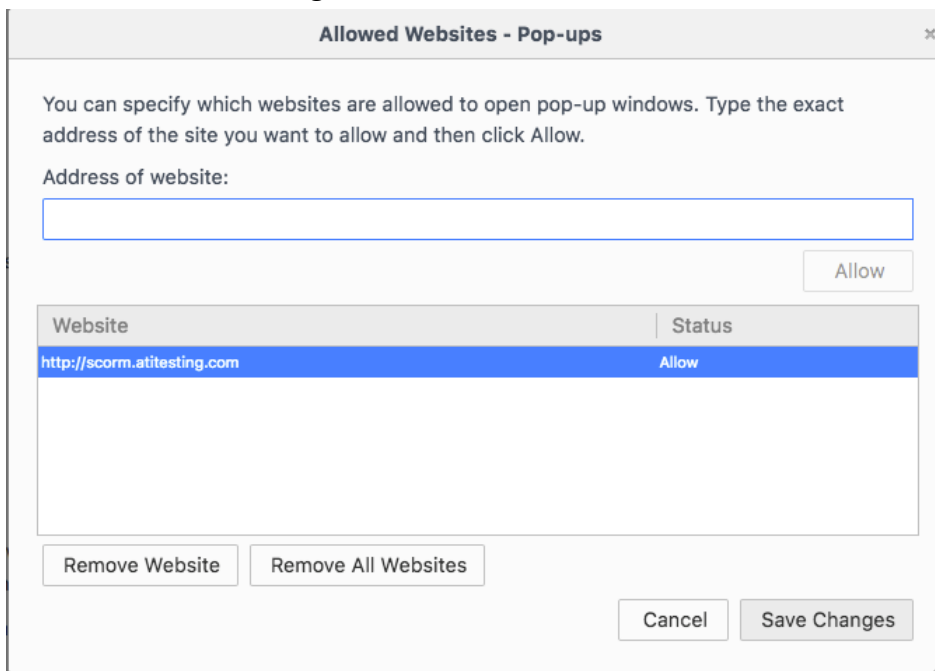 Allowed Websites - Pop-ups
You can specify which websites are allowed to open pop-up windows. Type the exact
address of the site you want to allow and then click Allow.
Address of website:
Allow
Website Status
http://scorm.atitesting.com Allow
Remove Website Remove All Websites
Cancel Save Changes